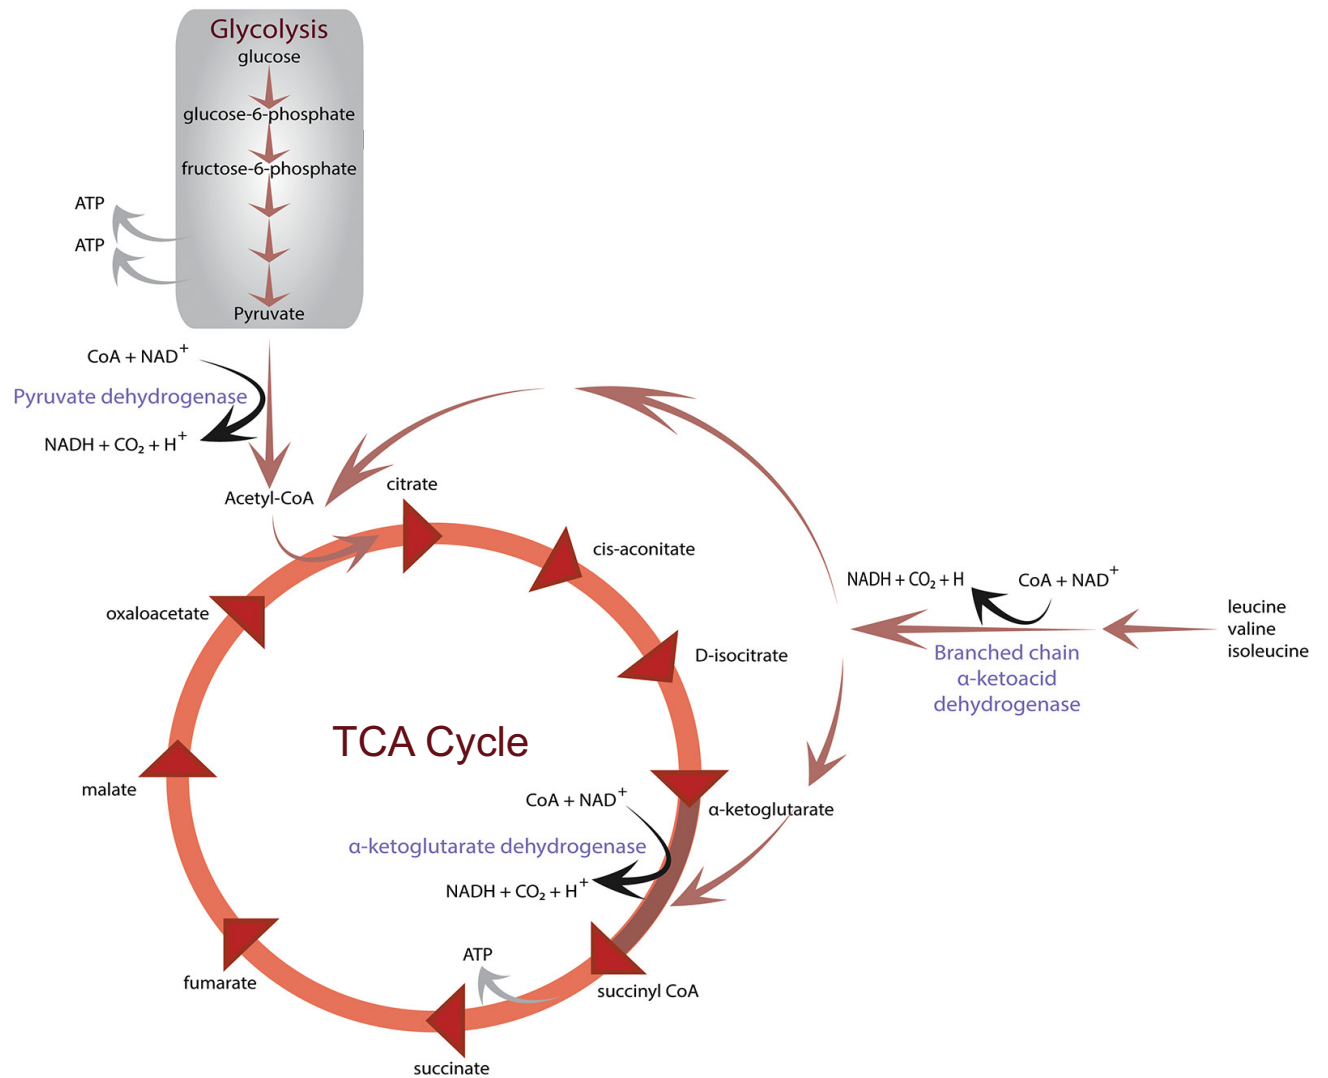 Glycolysis
glucose
glucose-6-phosphate
fructose-6-phosphate
ATP
ATP
Pyruvate
CoA + NAD⁺
Pyruvate dehydrogenase
NADH + CO₂ + H⁺
Acetyl-CoA
citrate
cis-aconitate
D-isocitrate
oxaloacetate
NADH + CO₂ + H
CoA + NAD⁺
leucine
valine
isoleucine
Branched chain
α-ketoacid
dehydrogenase
TCA Cycle
malate
CoA + NAD⁺
α-ketoglutarate
α-ketoglutarate dehydrogenase
NADH + CO₂ + H⁺
ATP
fumarate
succinyl CoA
succinate